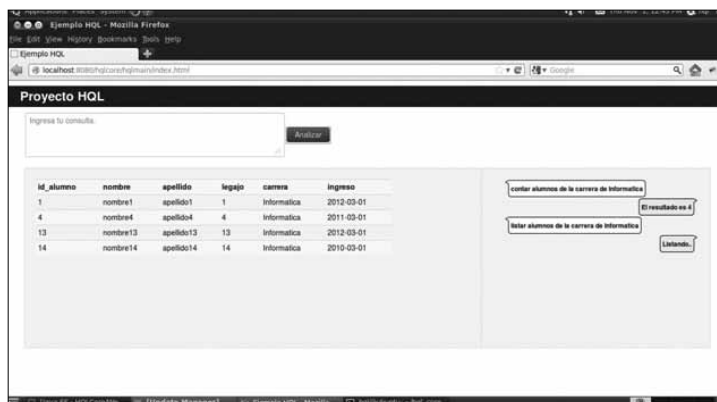 Ejemplo HQL - Mozilla Firefox
File Edit View History Bookmarks Tools Help
Ejemplo HQL
localhost:8080/hqlcore/hqlmain/index.html
Google
Proyecto HQL
Ingresa tu consulta.
Analizar
id_alumno nombre apellido legajo carrera ingreso
1 nombre1 apellido1 1 Informatica 2012-03-01
4 nombre4 apellido4 4 Informatica 2011-03-01
13 nombre13 apellido13 13 Informatica 2012-03-01
14 nombre14 apellido14 14 Informatica 2010-03-01
contar alumnos de la carrera de Informatica
El resultado es 4
listar alumnos de la carrera de Informatica
Listando..